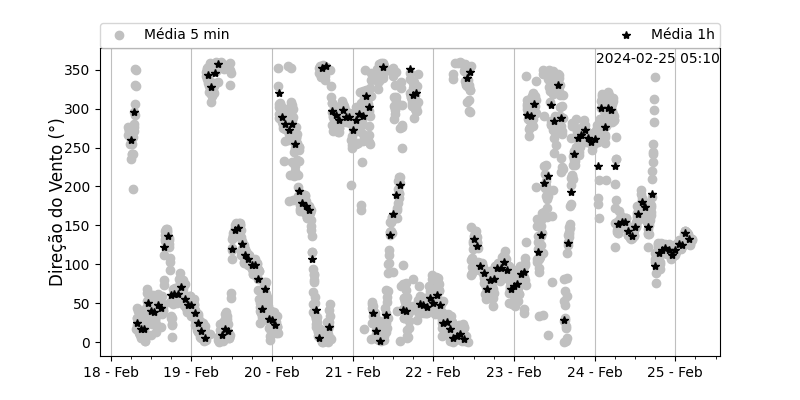 Média 5 min
Média 1h
2024-02-25 05:10
Direção do Vento (°)
350
300
250
200
150
100
50
0
18 - Feb
19 - Feb
20 - Feb
21 - Feb
22 - Feb
23 - Feb
24 - Feb
25 - Feb